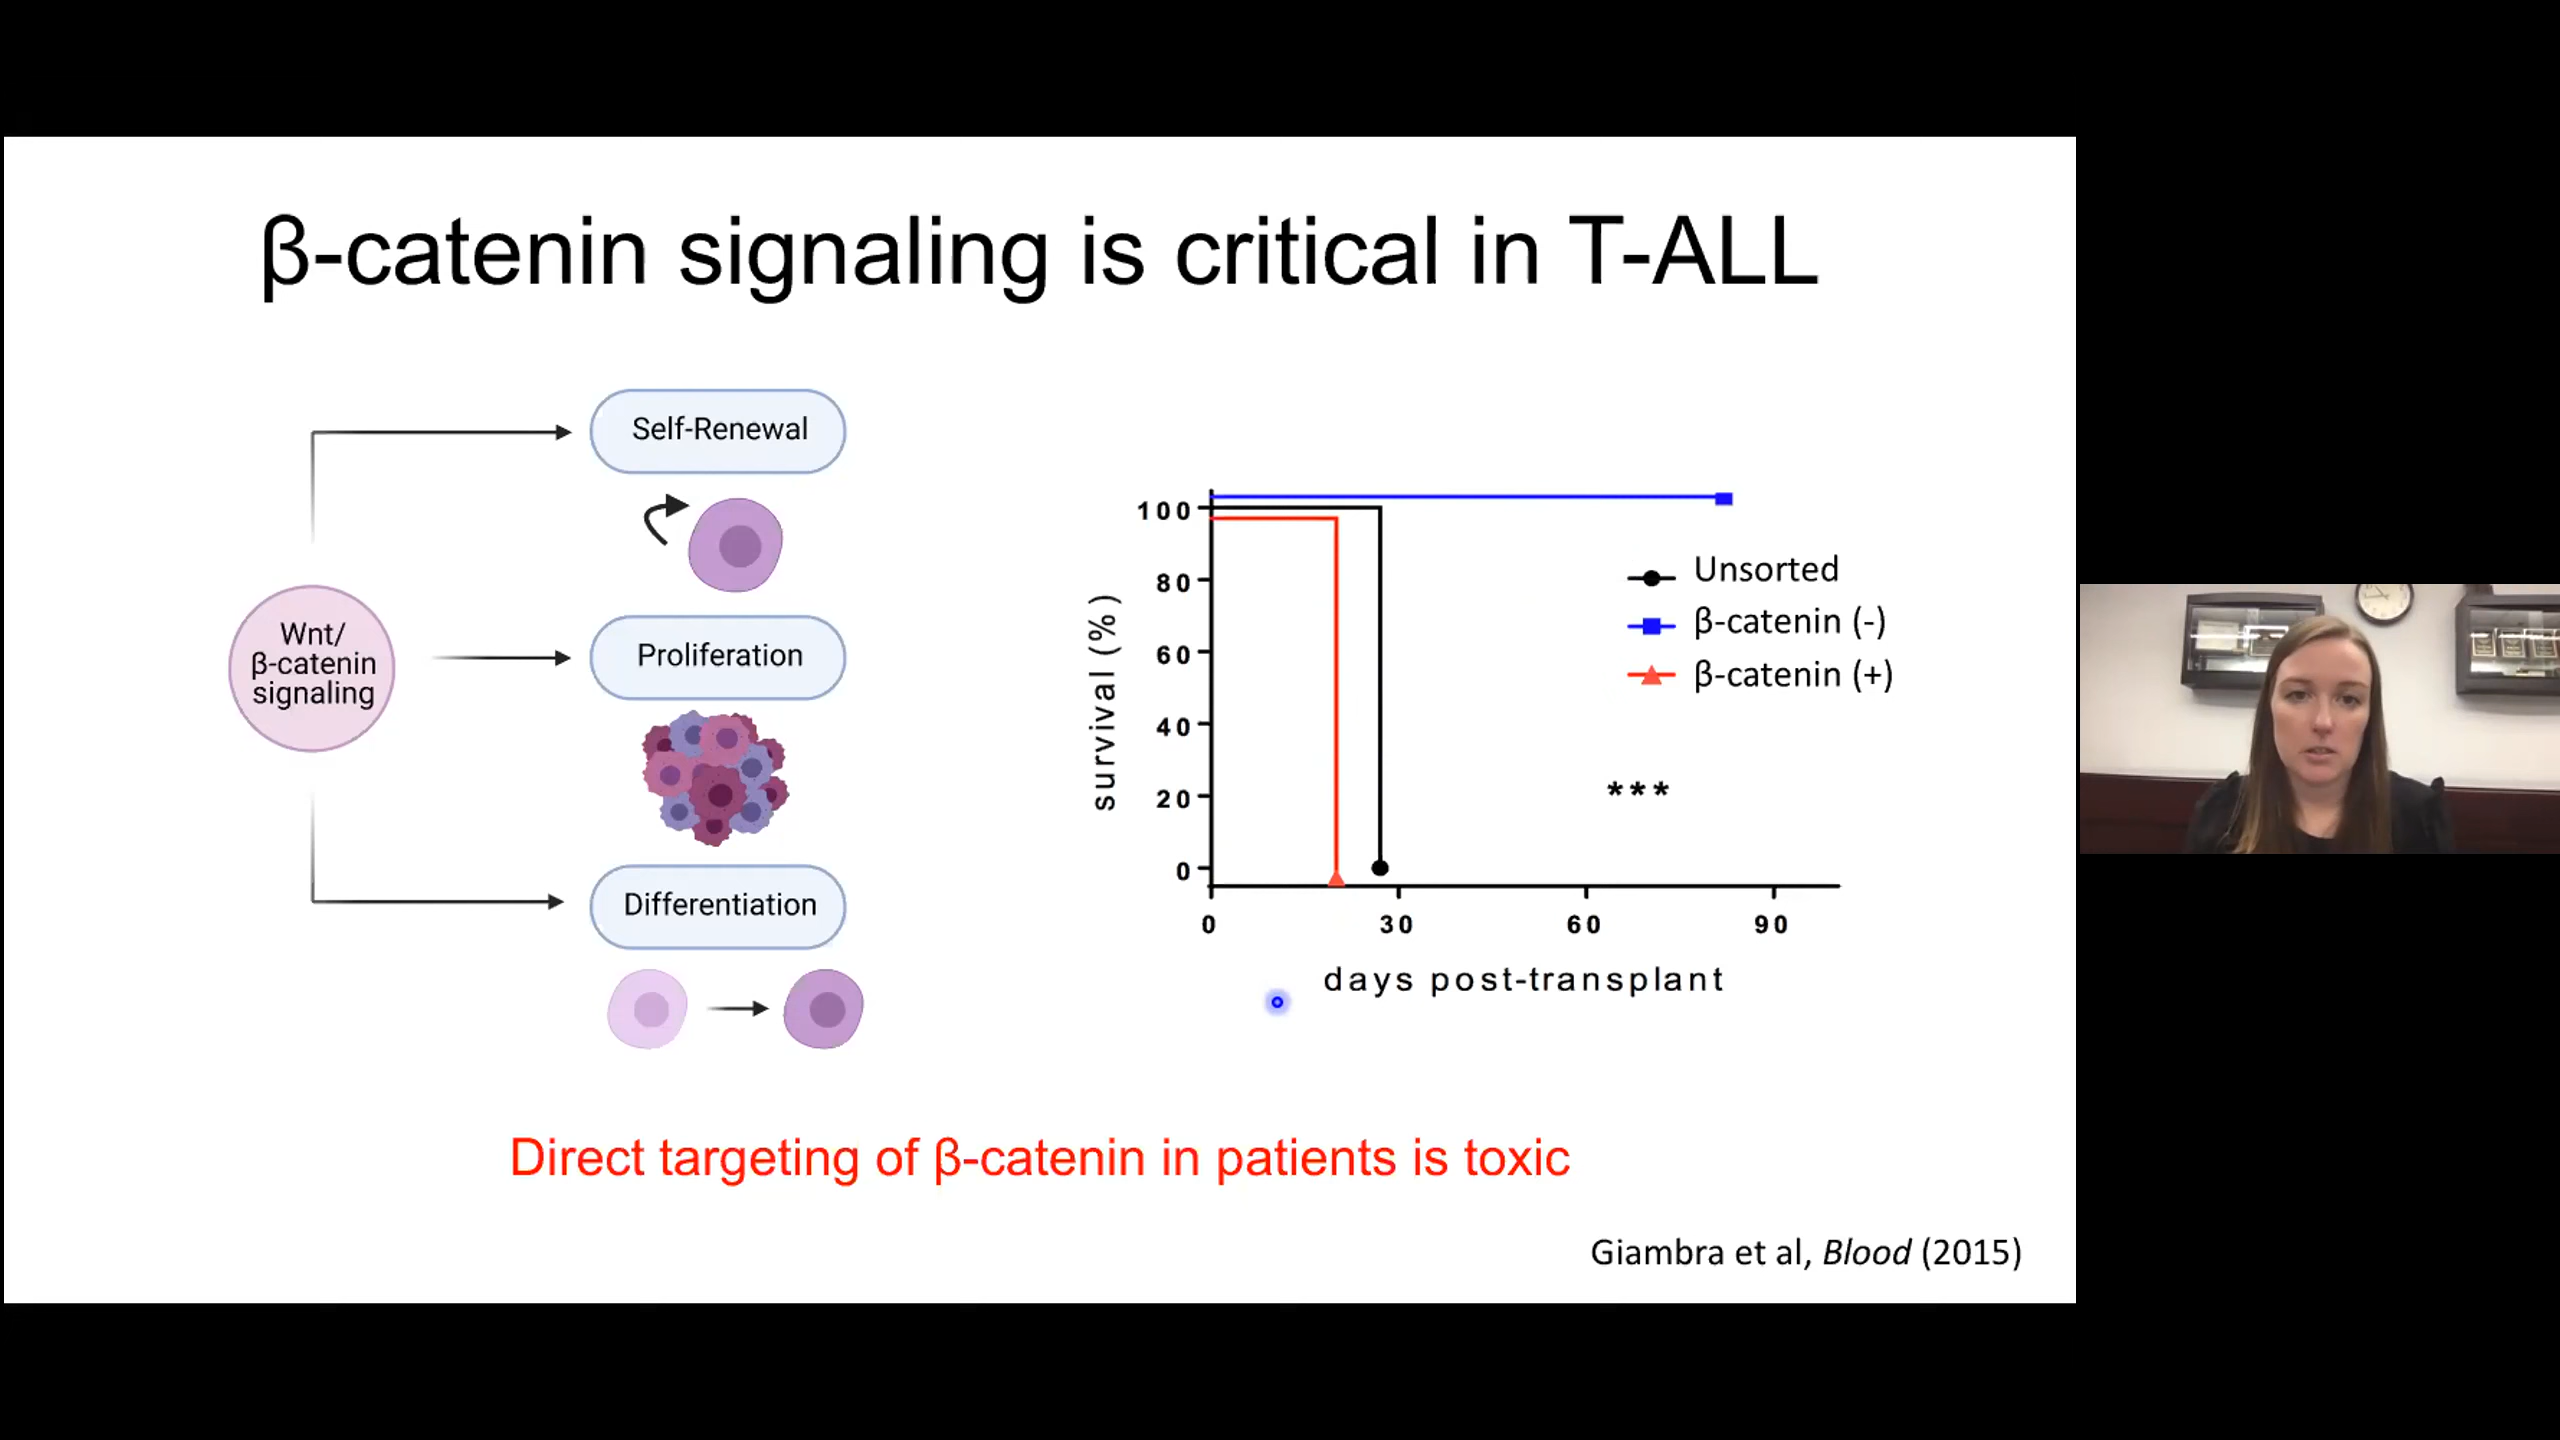 β-catenin signaling is critical in T-ALL
Self-Renewal
Wnt/
β-catenin
signaling
Proliferation
Differentiation
survival (%)
100
80
60
40
20
0
0 30 60 90
days post-transplant
Unsorted
β-catenin (-)
β-catenin (+)
***
Direct targeting of β-catenin in patients is toxic
Giambra et al, Blood (2015)